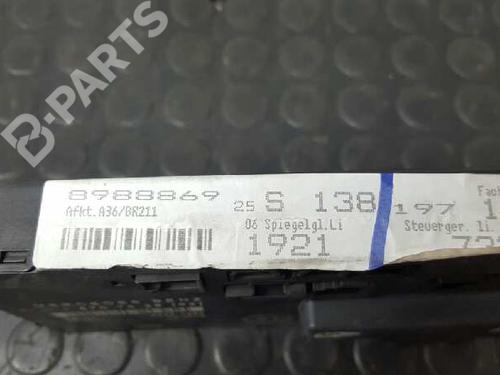 B-PARTS
8988869
25 S 138 197 1
Afkt.A36/BR211
06 Spiegelgl.Li
Steuerger. li.
1921